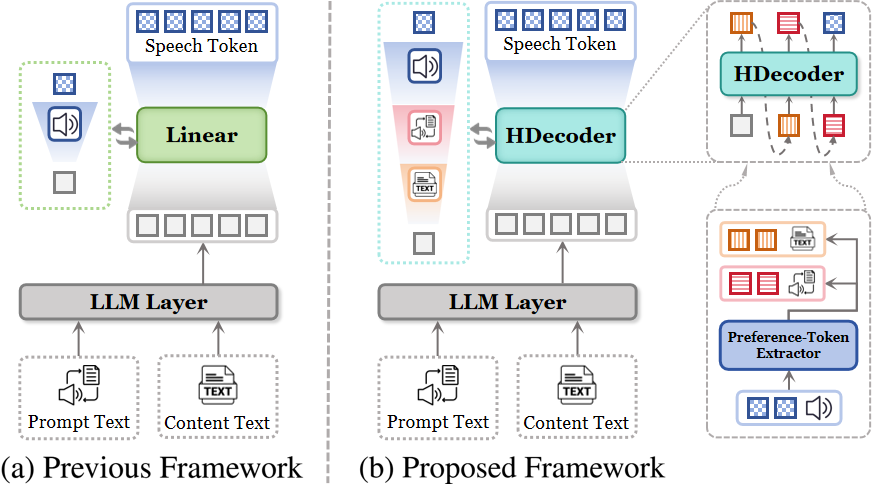 Speech Token
Linear
LLM Layer
TEXT
Prompt Text
Content Text
(a) Previous Framework
Speech Token
HDecoder
TEXT
LLM Layer
TEXT
Prompt Text
Content Text
(b) Proposed Framework
HDecoder
TEXT
Preference-Token
Extractor